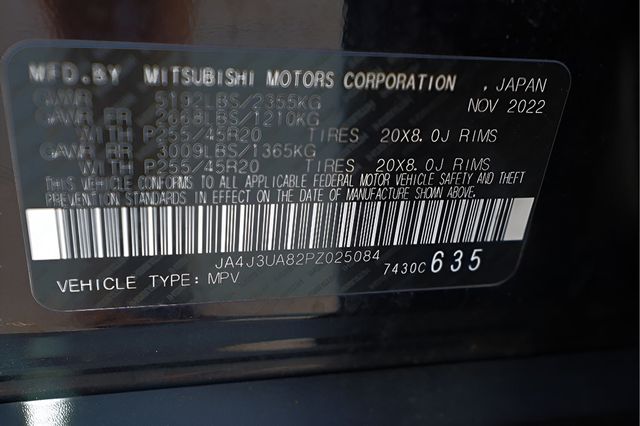 MFD.BY MITSUBISHI MOTORS CORPORATION , JAPAN
GVWR 5192LBS/2355KG NOV 2022
GAWR FR 2668LBS/1210KG
WITH P255/45R20 TIRES 20X8.0J RIMS
GAWR RR 3009LBS/1365KG
WITH P255/45R20 TIRES 20X8.0J RIMS
THIS VEHICLE CONFORMS TO ALL APPLICABLE FEDERAL MOTOR VEHICLE SAFETY AND THEFT
PREVENTION STANDARDS IN EFFECT ON THE DATE OF MANUFACTURE SHOWN ABOVE.
JA4J3UA82PZ025084
VEHICLE TYPE: MPV 7430C 635